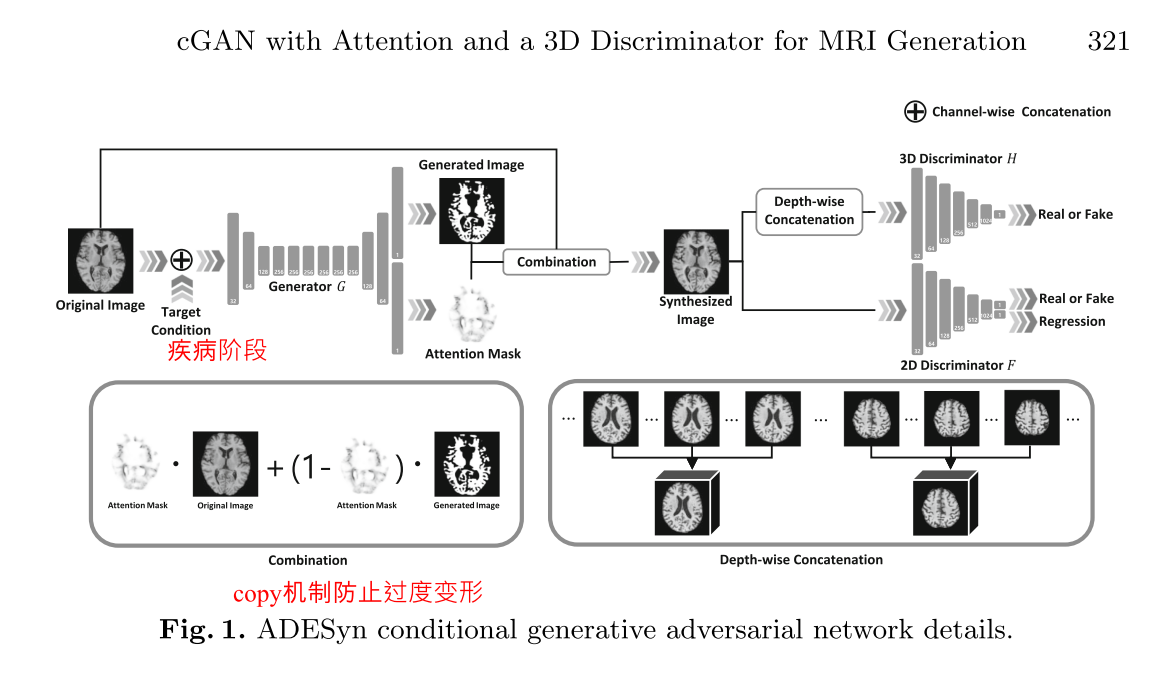 cGAN with Attention and a 3D Discriminator for MRI Generation 321
Channel-wise Concatenation
Generated Image
3D Discriminator H
Depth-wise
Concatenation
1
32
64
128
256
512
1024
1
Real or Fake
32
64
128
256
256
256
256
256
256
128
64
Generator G
Combination
Original Image
Target
Condition
疾病阶段
Synthesized
Image
1
Attention Mask
32
64
128
256
512
1024
1
1
Real or Fake
Regression
2D Discriminator F
· + (1- ) ·
Attention Mask
Original Image
Attention Mask
Generated Image
... ... ... ... ... ... ...
Combination
Depth-wise Concatenation
copy机制防止过度变形
Fig. 1. ADESyn conditional generative adversarial network details.